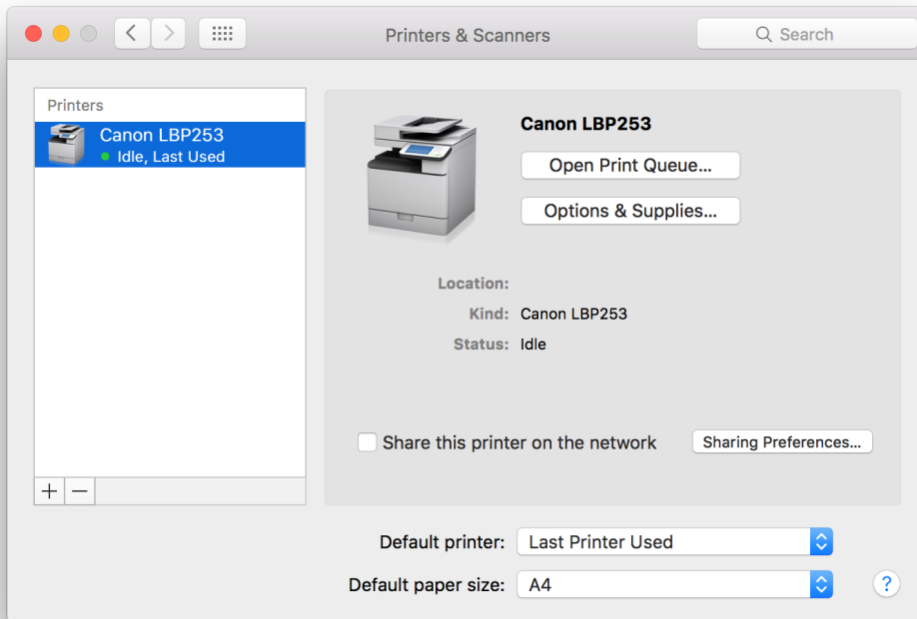 Printers & Scanners
Search
Printers
Canon LBP253
Idle, Last Used
Canon LBP253
Open Print Queue...
Options & Supplies...
Location:
Kind: Canon LBP253
Status: Idle
Share this printer on the network
Sharing Preferences...
Default printer: Last Printer Used
Default paper size: A4
?